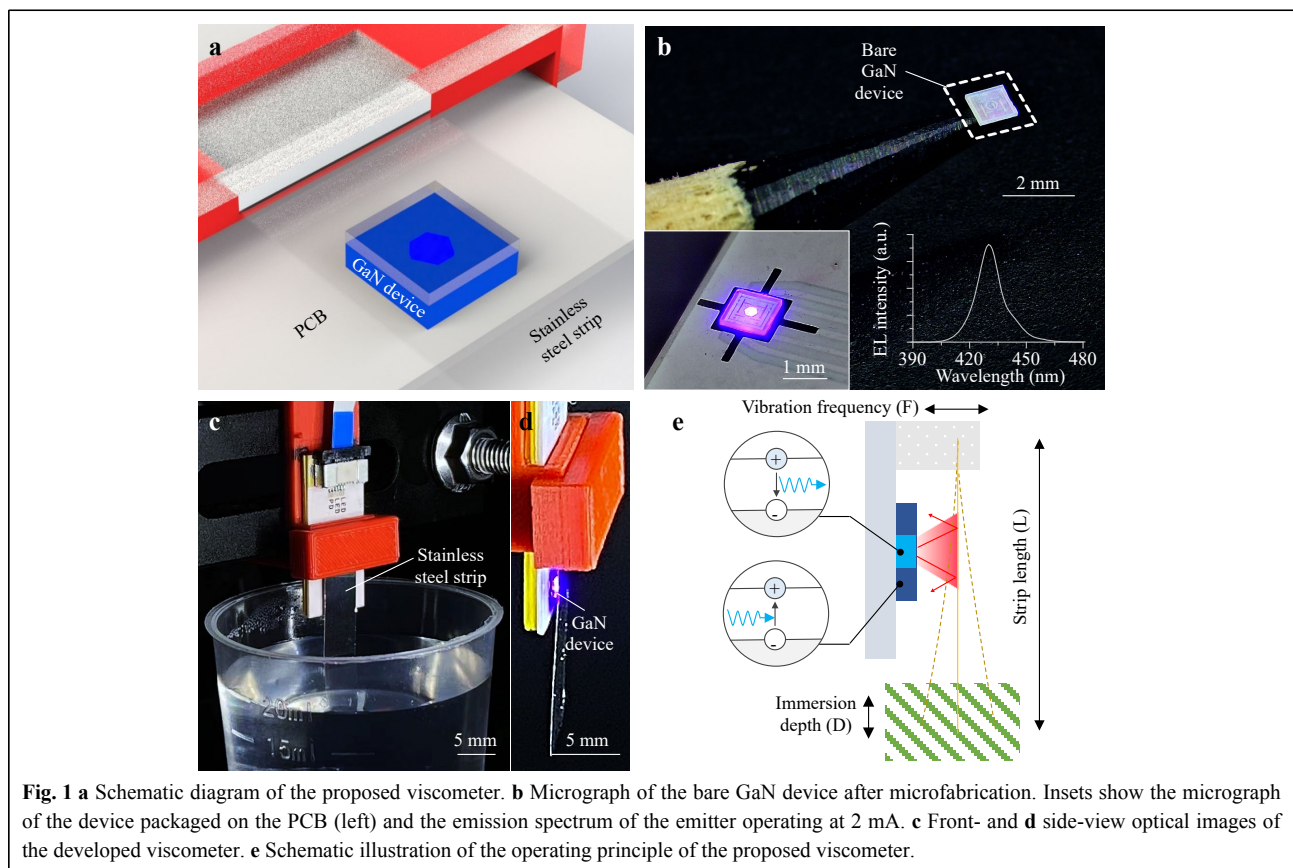 a
GaN device
PCB
Stainless
steel strip
b
Bare
GaN
device
2 mm
1 mm
EL intensity (a.u.)
390 420 450 480
Wavelength (nm)
c
Stainless
steel strip
20ml
15ml
5 mm
d
GaN
device
5 mm
e
Vibration frequency (F)
+
-
+
-
Strip length (L)
Immersion
depth (D)
Fig. 1 a Schematic diagram of the proposed viscometer. b Micrograph of the bare GaN device after microfabrication. Insets show the micrograph
of the device packaged on the PCB (left) and the emission spectrum of the emitter operating at 2 mA. c Front- and d side-view optical images of
the developed viscometer. e Schematic illustration of the operating principle of the proposed viscometer.